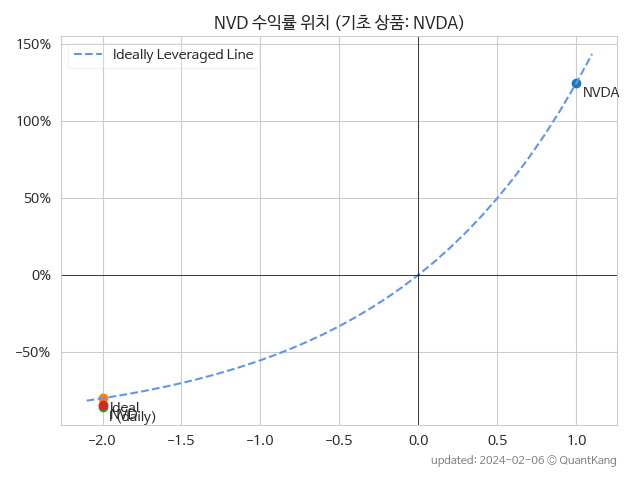 NVD 수익률 위치 (기초 상품: NVDA)
150%
Ideally Leveraged Line
NVDA
100%
50%
0%
−50%
Ideal
NVD
(daily)
−2.0 −1.5 −1.0 −0.5 0.0 0.5 1.0
updated: 2024-02-06 © QuantKang